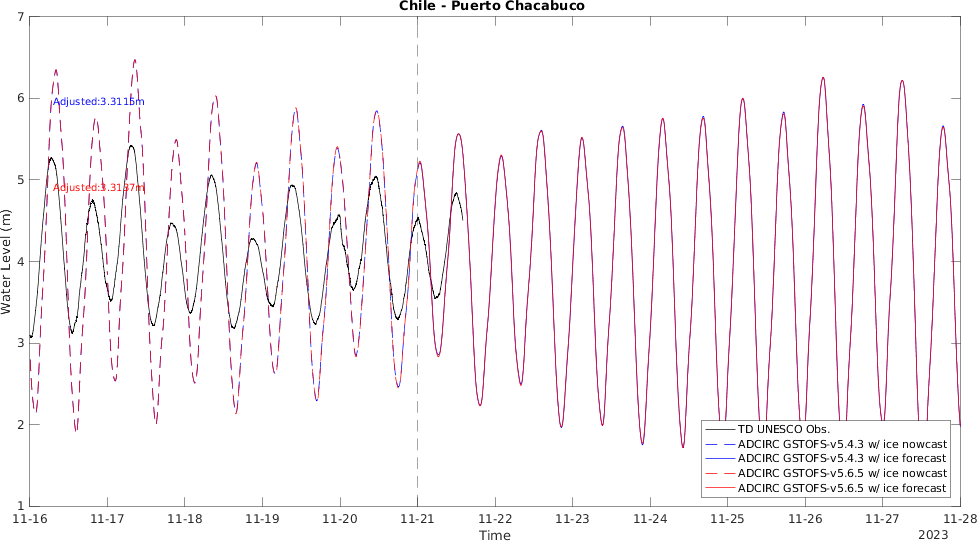 Chile - Puerto Chacabuco
7
6
5
4
3
2
1
Water Level (m)
Adjusted:3.3115m
Adjusted:3.3137m
TD UNESCO Obs.
ADCIRC GSTOFS-v5.4.3 w/ ice nowcast
ADCIRC GSTOFS-v5.4.3 w/ ice forecast
ADCIRC GSTOFS-v5.6.5 w/ ice nowcast
ADCIRC GSTOFS-v5.6.5 w/ ice forecast
11-16 11-17 11-18 11-19 11-20 11-21 11-22 11-23 11-24 11-25 11-26 11-27 11-28
Time
2023